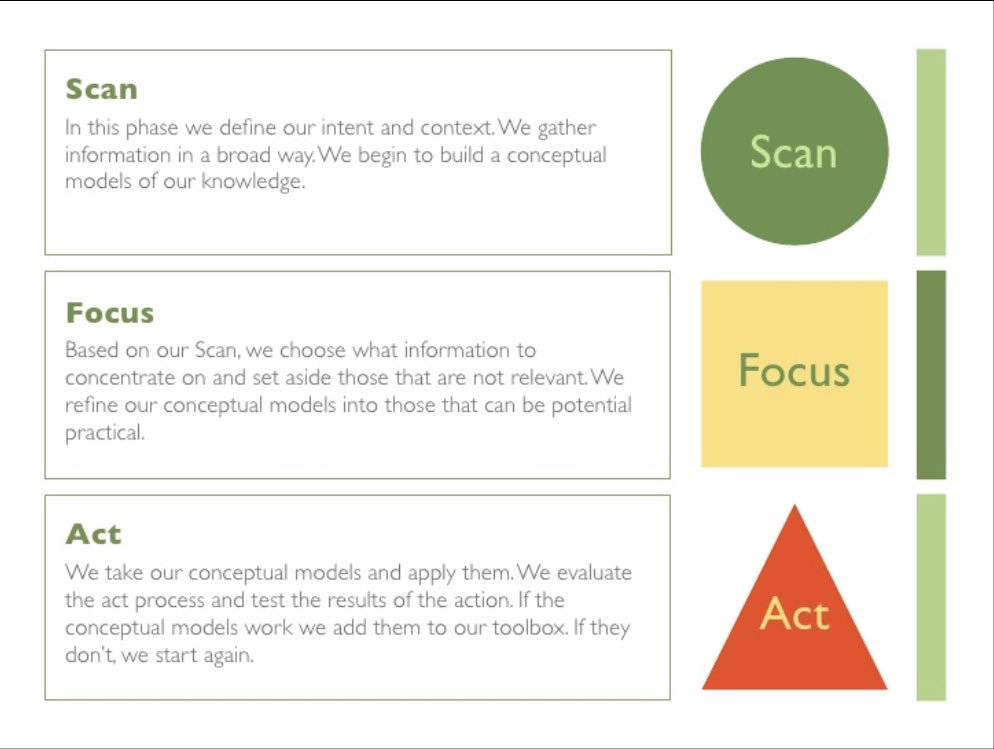 Scan
In this phase we define our intent and context. We gather
information in a broad way. We begin to build a conceptual
models of our knowledge.
Scan
Focus
Based on our Scan, we choose what information to
concentrate on and set aside those that are not relevant. We
refine our conceptual models into those that can be potential
practical.
Focus
Act
We take our conceptual models and apply them. We evaluate
the act process and test the results of the action. If the
conceptual models work we add them to our toolbox. If they
don't, we start again.
Act